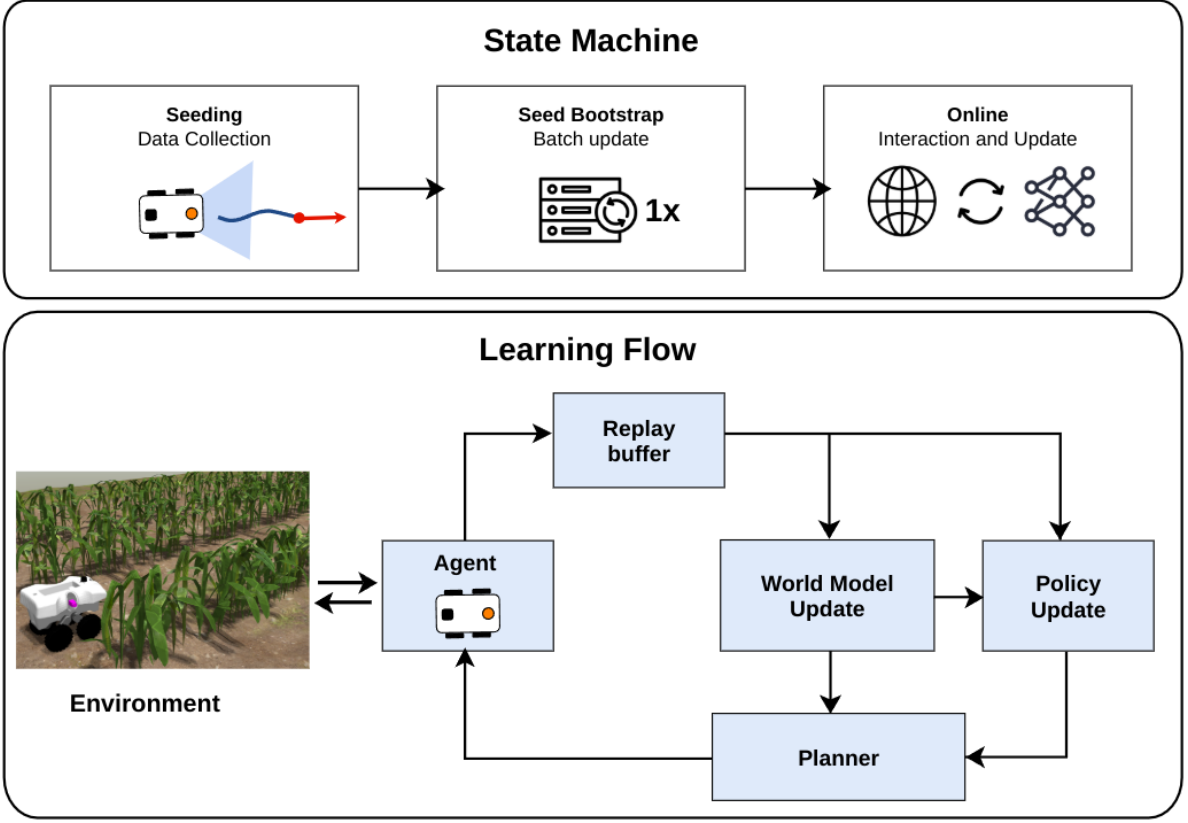 State Machine
Seeding
Data Collection
Seed Bootstrap
Batch update
1x
Online
Interaction and Update
Learning Flow
Replay
buffer
Agent
World Model
Update
Policy
Update
Environment
Planner